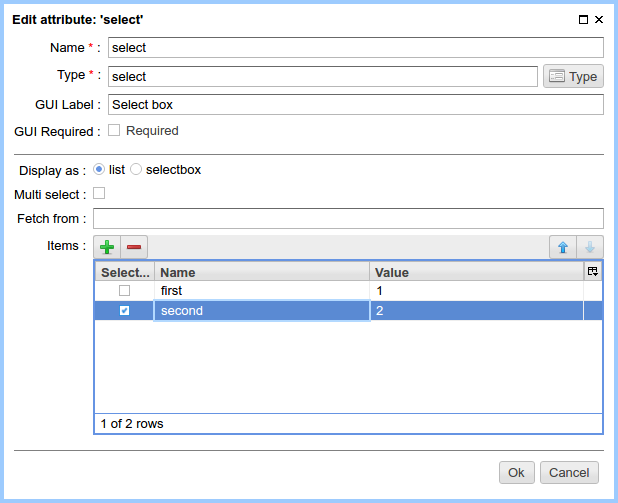 Edit attribute: 'select'
Name * : select
Type * : select Type
GUI Label : Select box
GUI Required : Required
Display as : list selectbox
Multi select :
Fetch from :
Items :
Select... Name Value
first 1
second 2
1 of 2 rows
Ok Cancel